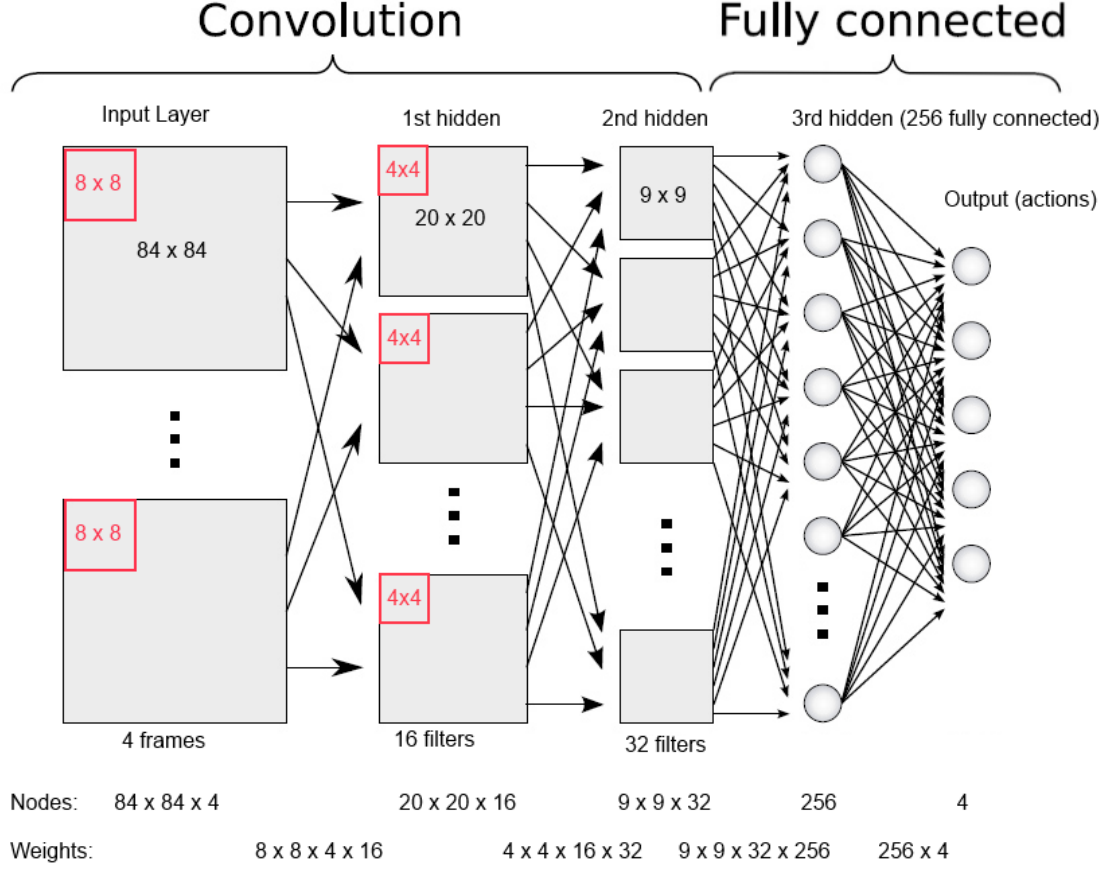 Convolution
Fully connected
Input Layer
1st hidden
2nd hidden
3rd hidden (256 fully connected)
Output (actions)
8 x 8
84 x 84
4x4
20 x 20
9 x 9
4x4
8 x 8
4x4
4 frames
16 filters
32 filters
Nodes: 84 x 84 x 4 20 x 20 x 16 9 x 9 x 32 256 4
Weights: 8 x 8 x 4 x 16 4 x 4 x 16 x 32 9 x 9 x 32 x 256 256 x 4